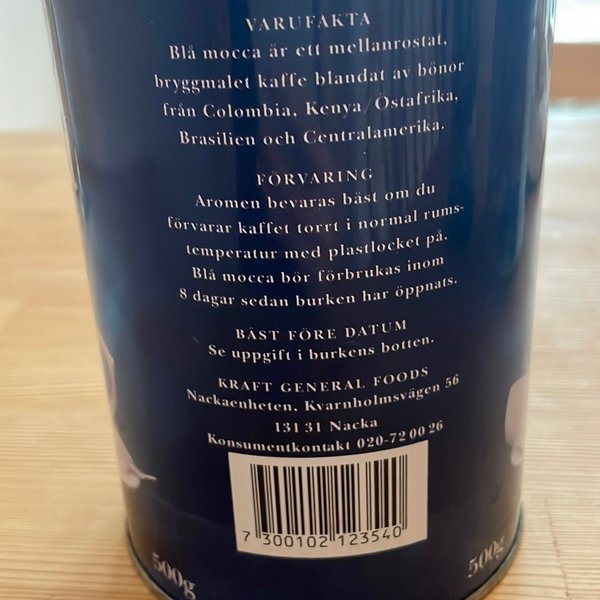 VARUFAKTA
Blå mocca är ett mellanrostat,
bryggmalet kaffe blandat av bönor
från Colombia, Kenya/Östafrika,
Brasilien och Centralamerika.
FÖRVARING
Aromen bevaras bäst om du
förvarar kaffet torrt i normal rums-
temperatur med plastlocket på.
Blå mocca bör förbrukas inom
8 dagar sedan burken har öppnats.
BÄST FÖRE DATUM
Se uppgift i burkens botten.
KRAFT GENERAL FOODS
Nackaenheten, Kvarnholmsvägen 56
131 31 Nacka
Konsumentkontakt 020-72 00 26
7 300102 123540
500g 500g